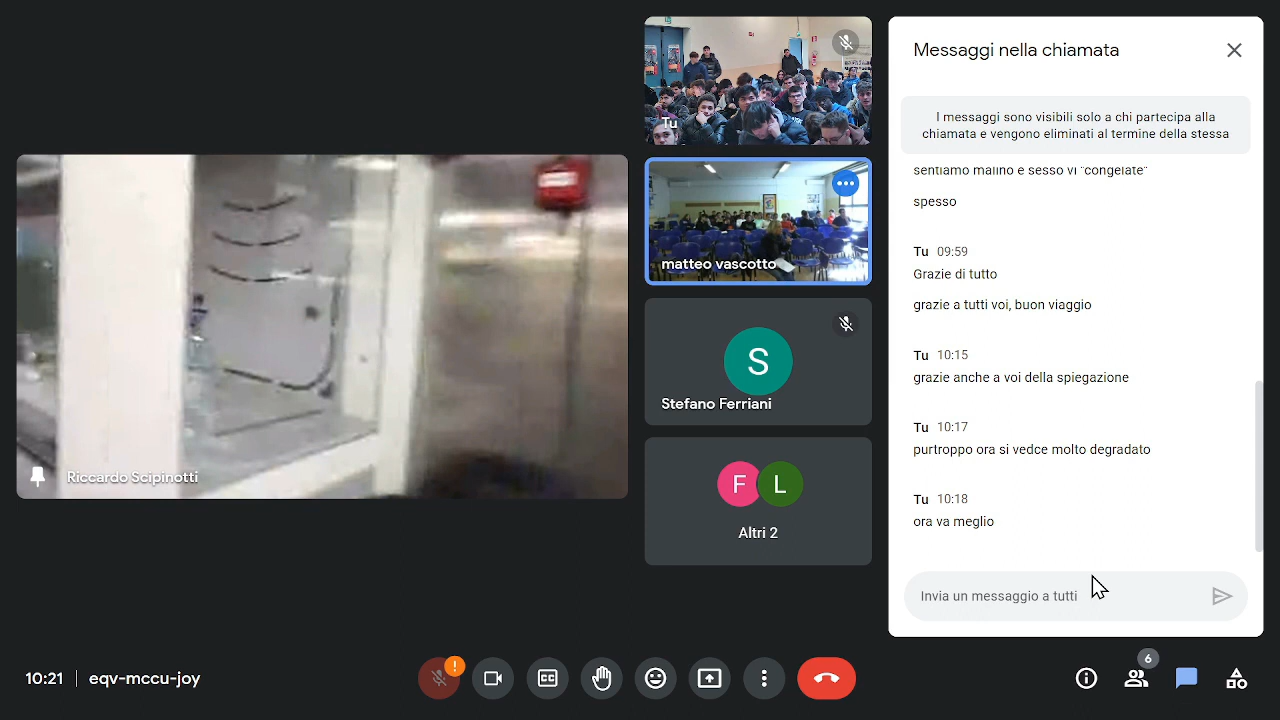 Tu
matteo vascotto
S
Stefano Ferriani
F
L
Altri 2
Riccardo Scipinotti
Messaggi nella chiamata
I messaggi sono visibili solo a chi partecipa alla
chiamata e vengono eliminati al termine della stessa
sentiamo malino e sesso vi "congelate"
spesso
Tu 09:59
Grazie di tutto
grazie a tutti voi, buon viaggio
Tu 10:15
grazie anche a voi della spiegazione
Tu 10:17
purtroppo ora si vedce molto degradato
Tu 10:18
ora va meglio
Invia un messaggio a tutti
10:21
eqv-mccu-joy
!
CC
6